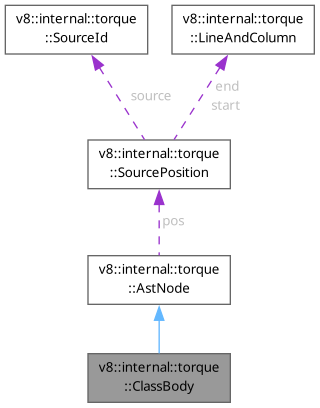 v8::internal::torque
::SourceId
v8::internal::torque
::LineAndColumn
source
end
start
v8::internal::torque
::SourcePosition
pos
v8::internal::torque
::AstNode
v8::internal::torque
::ClassBody